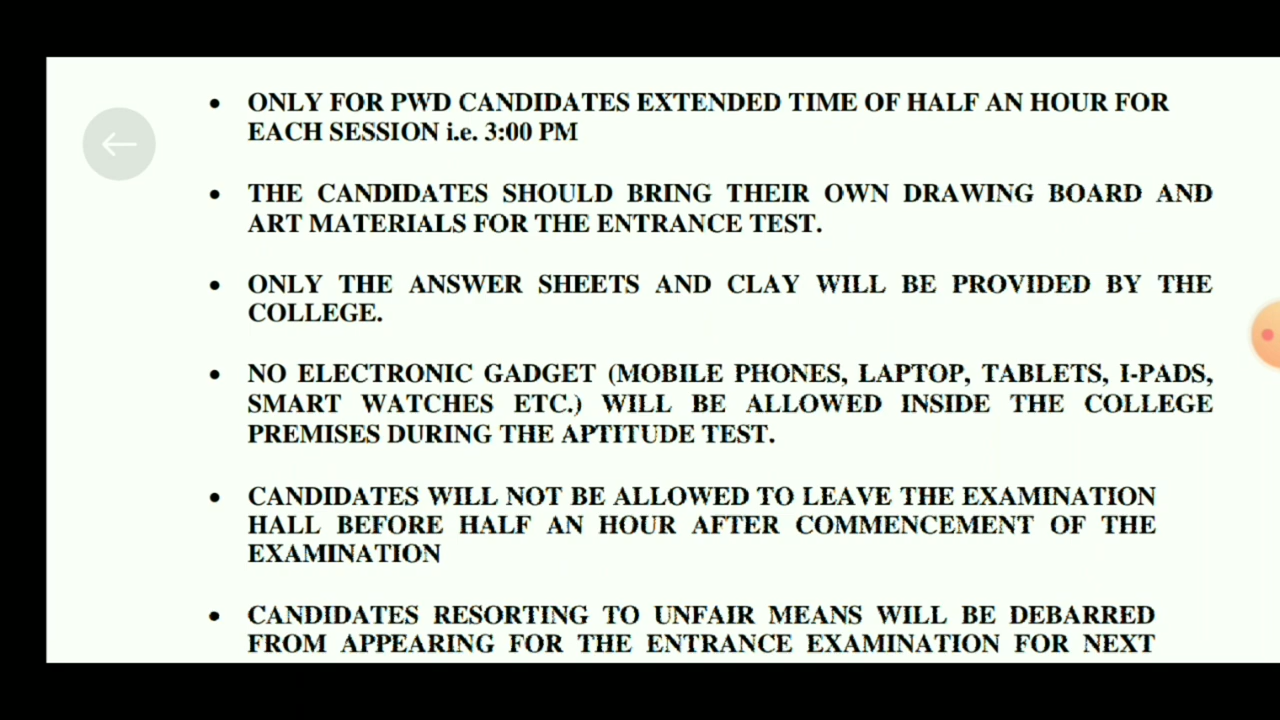 • ONLY FOR PWD CANDIDATES EXTENDED TIME OF HALF AN HOUR FOR
EACH SESSION i.e. 3:00 PM
• THE CANDIDATES SHOULD BRING THEIR OWN DRAWING BOARD AND
ART MATERIALS FOR THE ENTRANCE TEST.
• ONLY THE ANSWER SHEETS AND CLAY WILL BE PROVIDED BY THE
COLLEGE.
• NO ELECTRONIC GADGET (MOBILE PHONES, LAPTOP, TABLETS, I-PADS,
SMART WATCHES ETC.) WILL BE ALLOWED INSIDE THE COLLEGE
PREMISES DURING THE APTITUDE TEST.
• CANDIDATES WILL NOT BE ALLOWED TO LEAVE THE EXAMINATION
HALL BEFORE HALF AN HOUR AFTER COMMENCEMENT OF THE
EXAMINATION
• CANDIDATES RESORTING TO UNFAIR MEANS WILL BE DEBARRED
FROM APPEARING FOR THE ENTRANCE EXAMINATION FOR NEXT